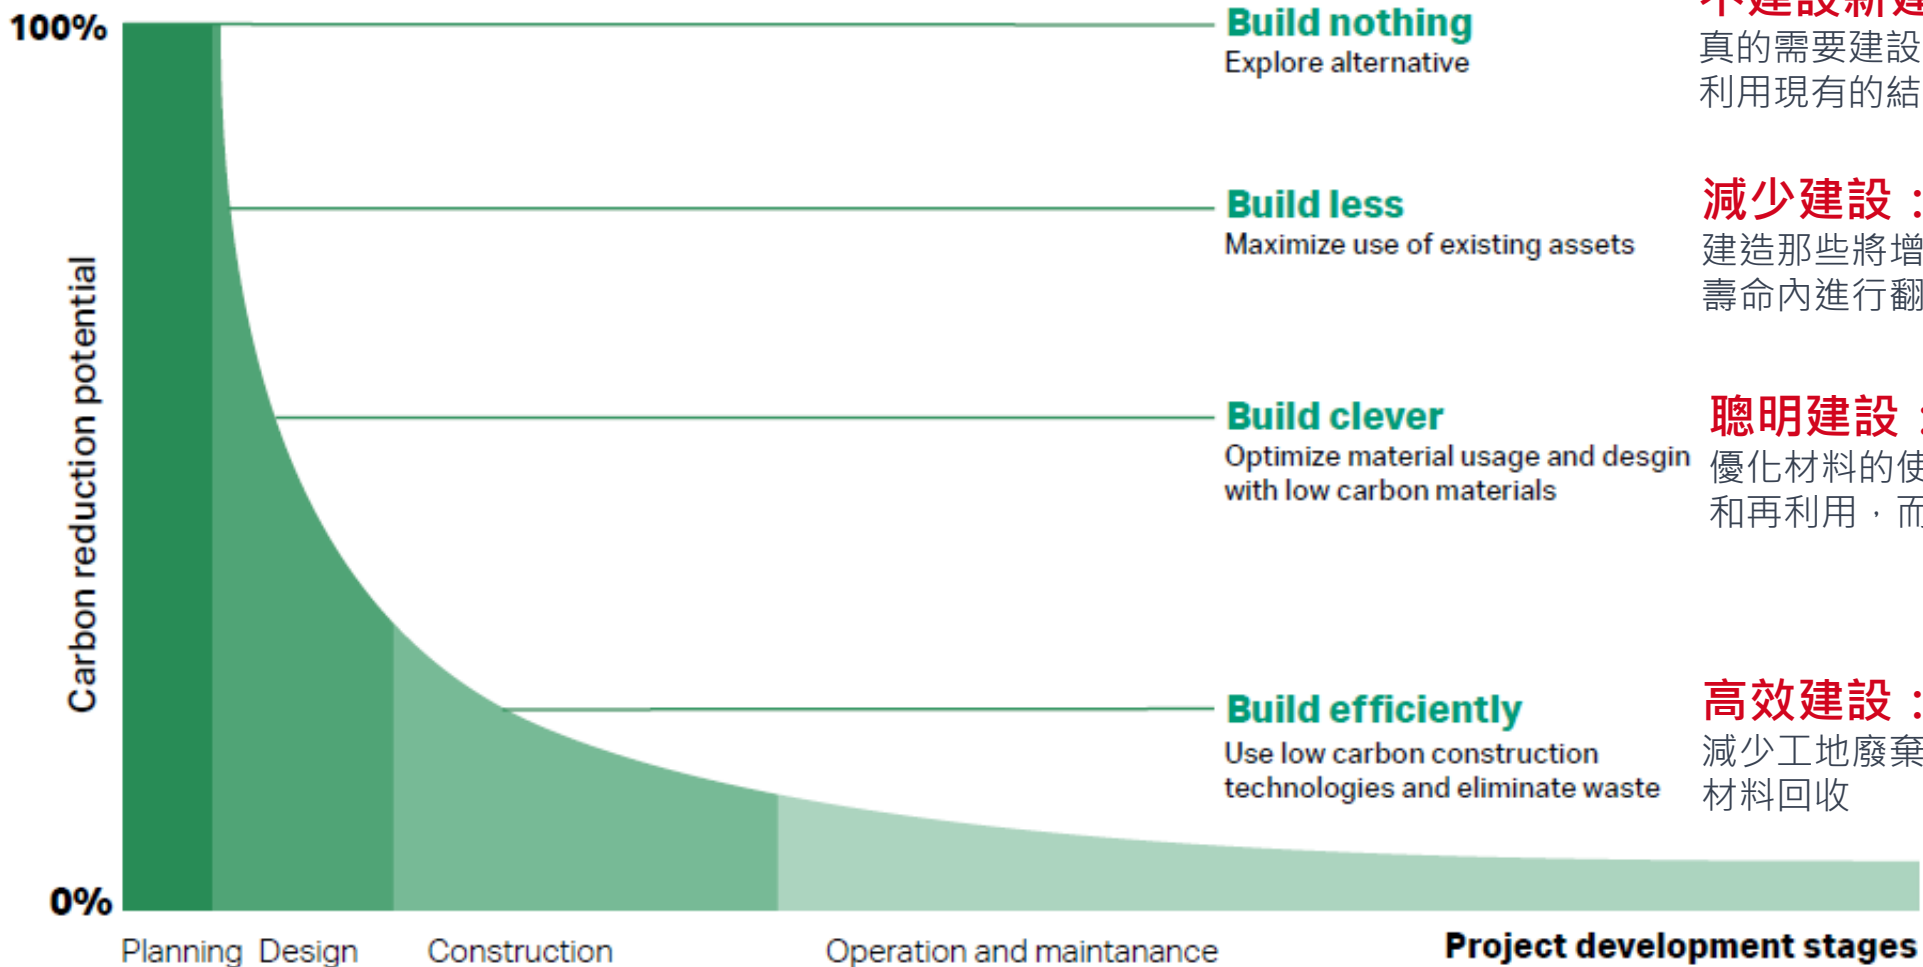 100%
Build nothing
Explore alternative
不建設新建
真的需要建設
利用現有的結
Build less
Maximize use of existing assets
減少建設：
建造那些將增
壽命內進行翻
Carbon reduction potential
Build clever
Optimize material usage and desgin
with low carbon materials
聰明建設：
優化材料的使
和再利用，而
Build efficiently
Use low carbon construction
technologies and eliminate waste
高效建設：
減少工地廢棄
材料回收
0%
Planning Design Construction Operation and maintanance Project development stages